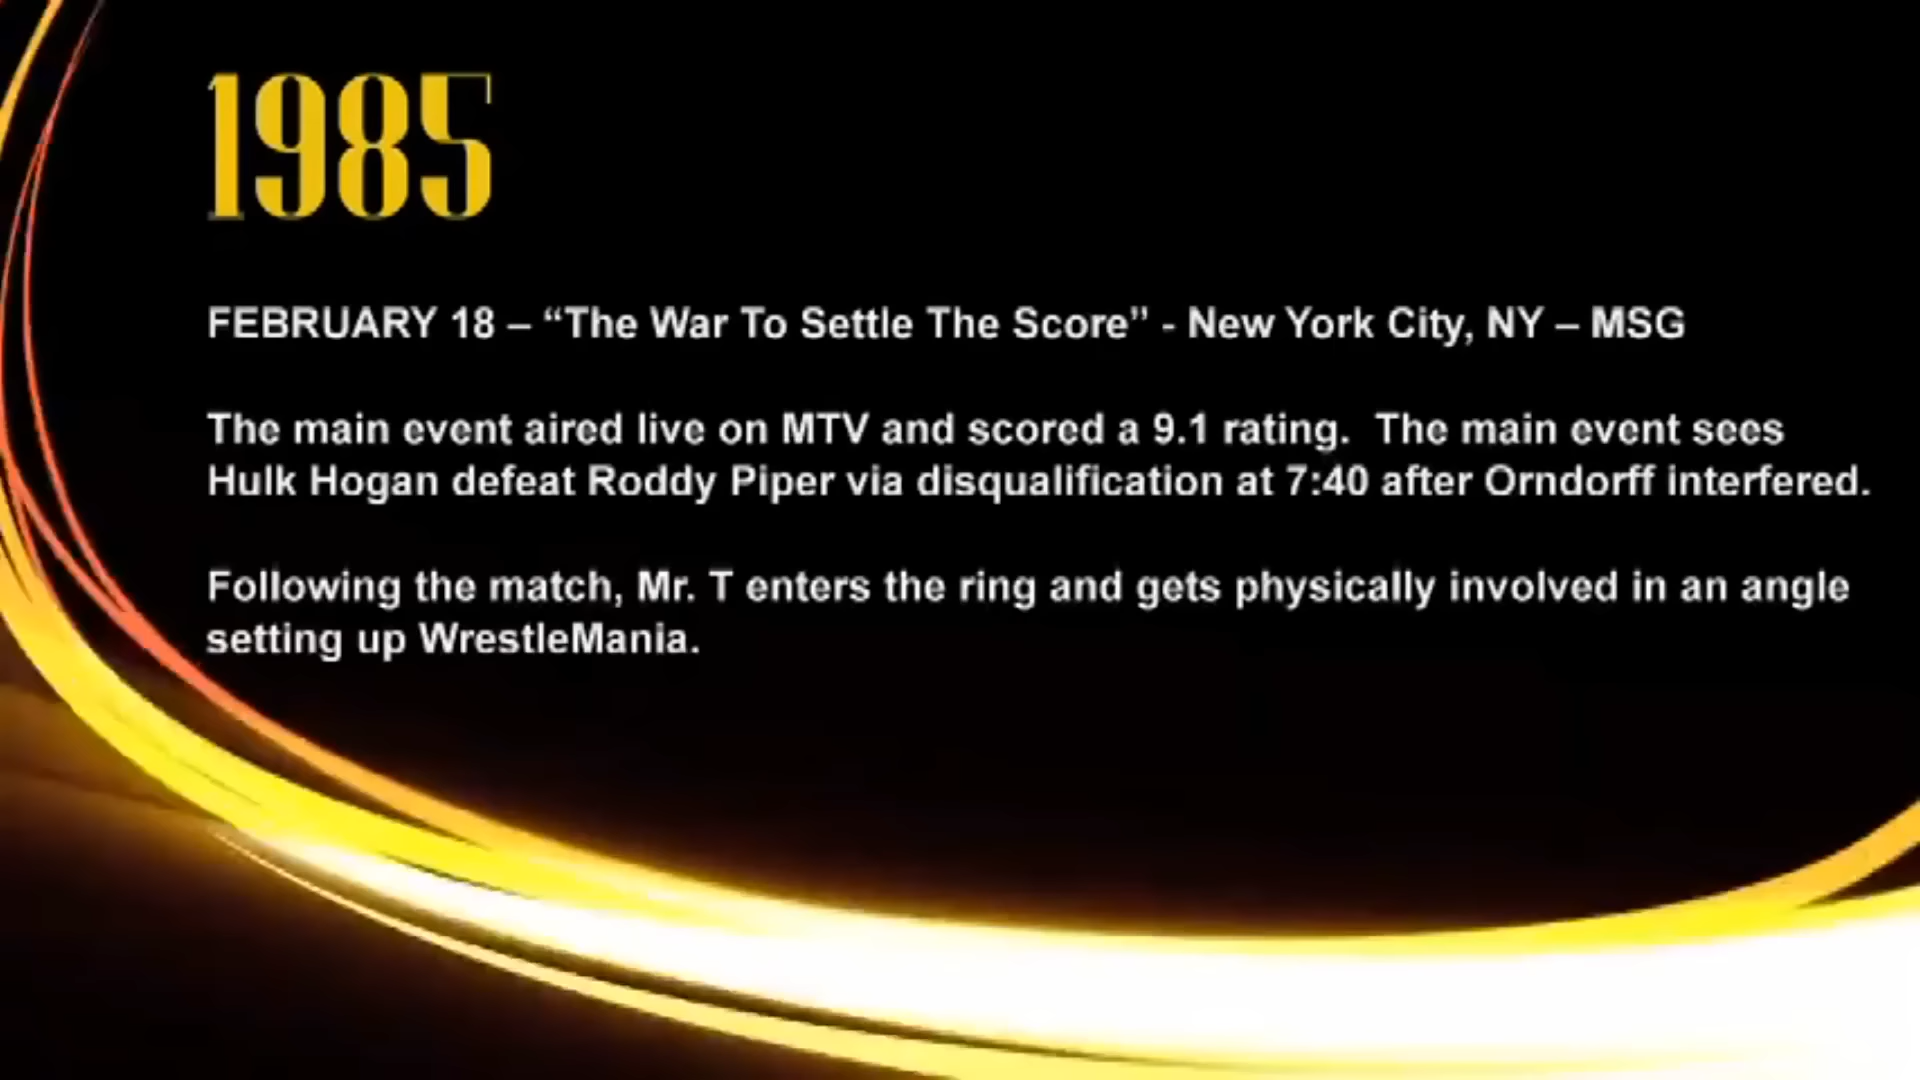 1985
FEBRUARY 18 – “The War To Settle The Score” - New York City, NY – MSG
The main event aired live on MTV and scored a 9.1 rating.  The main event sees
Hulk Hogan defeat Roddy Piper via disqualification at 7:40 after Orndorff interfered.
Following the match, Mr. T enters the ring and gets physically involved in an angle
setting up WrestleMania.